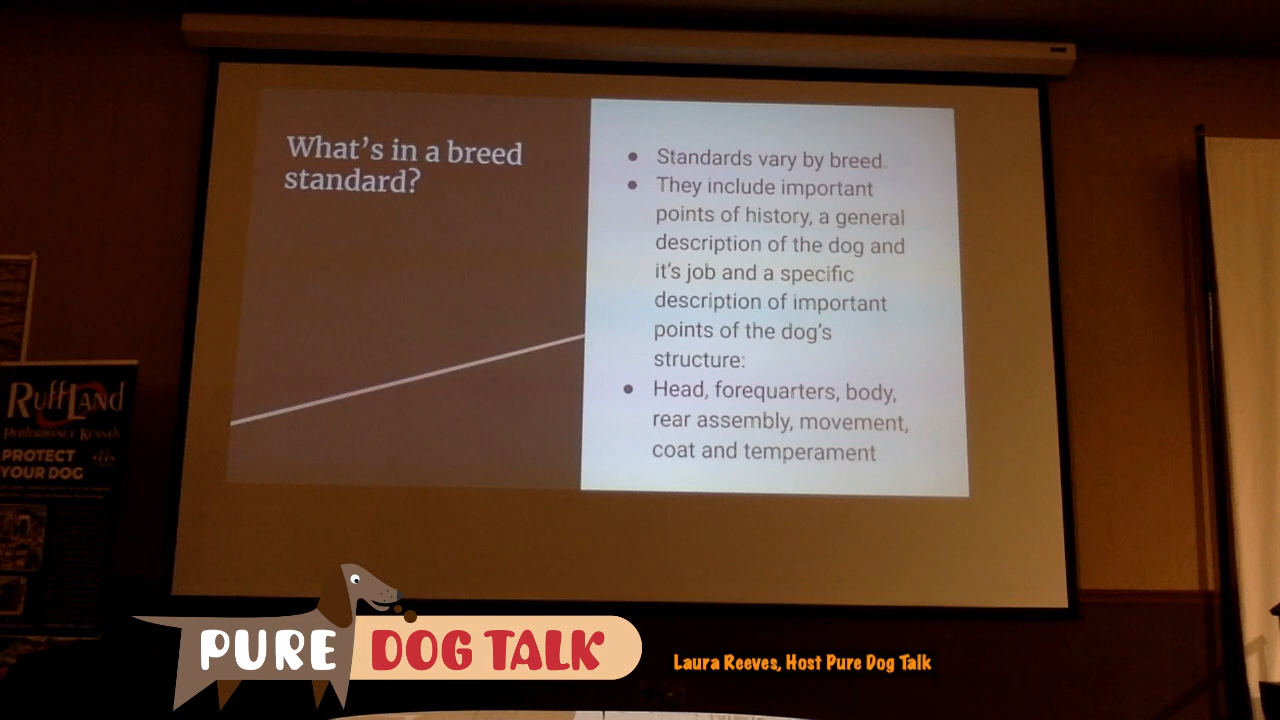 What's in a breed
standard?
● Standards vary by breed.
● They include important
points of history, a general
description of the dog and
it's job and a specific
description of important
points of the dog's
structure:
● Head, forequarters, body,
rear assembly, movement,
coat and temperament
RUFFLAND
PERFORMANCE KENNELS
PROTECT
YOUR DOG
PURE DOG TALK
Laura Reeves, Host Pure Dog Talk